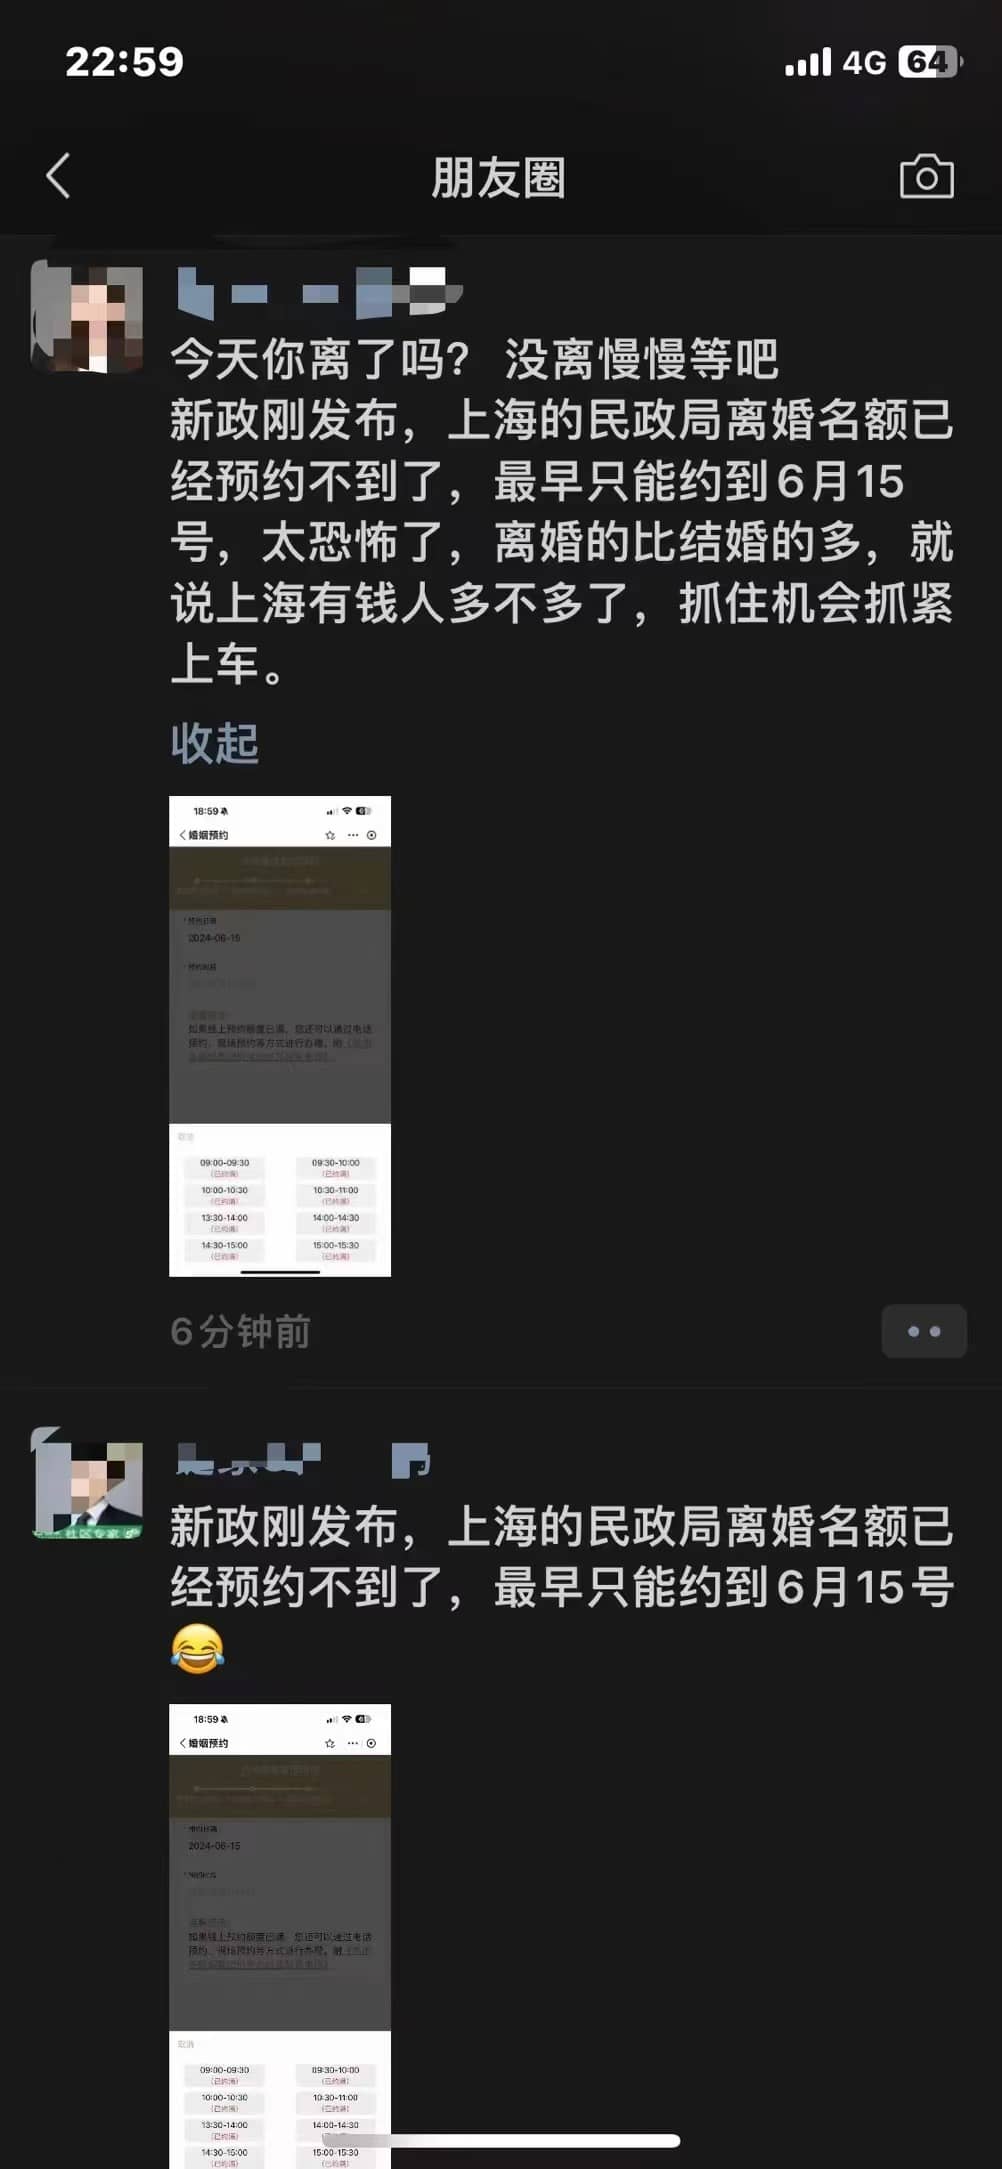 22:59
4G 64
朋友圈
今天你离了吗？ 没离慢慢等吧
新政刚发布，上海的民政局离婚名额已
经预约不到了，最早只能约到6月15
号，太恐怖了，离婚的比结婚的多，就
说上海有钱人多不多了，抓住机会抓紧
上车。
收起
18:59
婚姻预约
2024-06-15
如果线上预约额度已满，您还可以通过电话
预约、现场预约等方式进行办理。
取消
09:00-09:30 09:30-10:00
(已约满) (已约满)
10:00-10:30 10:30-11:00
(已约满) (已约满)
13:30-14:00 14:00-14:30
(已约满) (已约满)
14:30-15:00 15:00-15:30
(已约满) (已约满)
6分钟前
社区专家
新政刚发布，上海的民政局离婚名额已
经预约不到了，最早只能约到6月15号
😂
18:59
婚姻预约
2024-06-15
如果线上预约额度已满，您还可以通过电话
预约、现场预约等方式进行办理。
取消
09:00-09:30 09:30-10:00
(已约满) (已约满)
10:00-10:30 10:30-11:00
(已约满) (已约满)
13:30-14:00 14:00-14:30
(已约满) (已约满)
14:30-15:00 15:00-15:30
(已约满) (已约满)